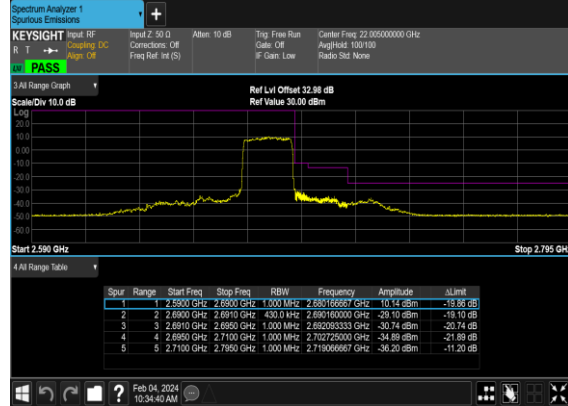 Spectrum Analyzer 1
Spurious Emissions
+
KEYSIGHT Input: RF Input Z: 50 Ω Atten: 10 dB Trig: Free Run Center Freq: 22.005000000 GHz
R T Coupling: DC Corrections: Off Gate: Off Avg|Hold: 100/100
Align: Off Freq Ref: Int (S) IF Gain: Low Radio Std: None
PASS
3 All Range Graph
Ref Lvl Offset 32.98 dB
Scale/Div 10.0 dB Ref Value 30.00 dBm
Log
20.0
10.0
0.00
-10.0
-20.0
-30.0
-40.0
-50.0
-60.0
Start 2.590 GHz Stop 2.795 GH
4 All Range Table
Spur Range Start Freq Stop Freq RBW Frequency Amplitude ΔLimit
1 1 2.5900 GHz 2.6900 GHz 1.000 MHz 2.680166667 GHz 10.14 dBm -19.86 dB
2 2 2.6900 GHz 2.6910 GHz 430.0 kHz 2.690160000 GHz -29.10 dBm -19.10 dB
3 3 2.6910 GHz 2.6950 GHz 1.000 MHz 2.692093333 GHz -30.74 dBm -20.74 dB
4 4 2.6950 GHz 2.7100 GHz 1.000 MHz 2.702725000 GHz -34.89 dBm -21.89 dB
5 5 2.7100 GHz 2.7950 GHz 1.000 MHz 2.719066667 GHz -36.20 dBm -11.20 dB
? Feb 04, 2024
10:34:40 AM